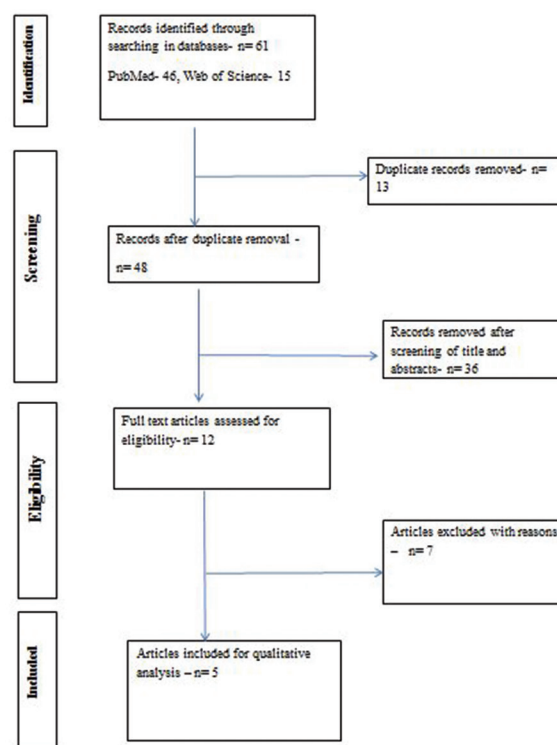 Identification
Records identified through
searching in databases- n= 61
PubMed- 46, Web of Science- 15
Duplicate records removed- n=
13
Screening
Records after duplicate removal -
n= 48
Records removed after
screening of title and
abstracts- n = 36
Eligibility
Full text articles assessed for
eligibility- n= 12
Articles excluded with reasons
– n= 7
Included
Articles included for qualitative
analysis – n= 5